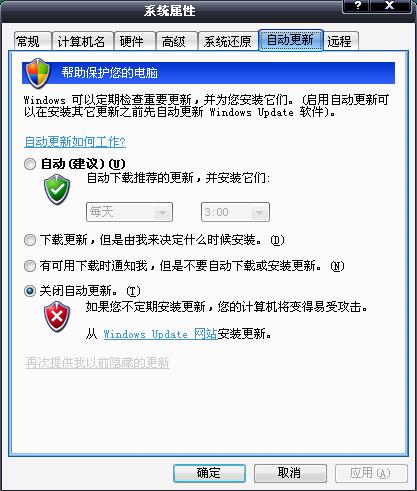 系统属性
? X
常规 计算机名 硬件 高级 系统还原 自动更新 远程
帮助保护您的电脑
Windows 可以定期检查重要更新，并为您安装它们。(启用自动更新可
以在安装其它更新之前先自动更新 Windows Update 软件)。
自动更新如何工作?
自动(建议)(U)
自动下载推荐的更新，并安装它们:
每天 3:00
下载更新，但是由我来决定什么时候安装。(D)
有可用下载时通知我，但是不要自动下载或安装更新。(N)
关闭自动更新。(T)
如果您不定期安装更新，您的计算机将变得易受攻击。
从 Windows Update 网站安装更新。
再次提供我以前隐藏的更新
确定 取消 应用(A)